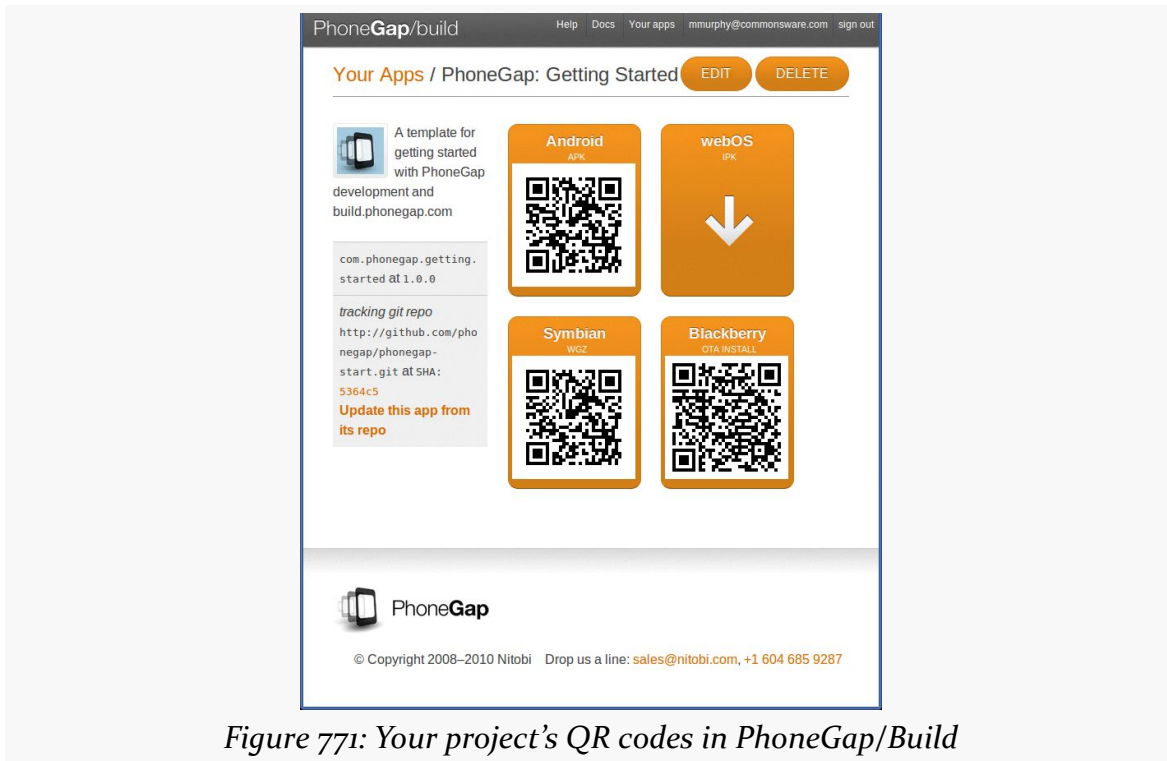 PhoneGap/build
Help Docs Your apps mmurphy@commonsware.com sign out
Your Apps / PhoneGap: Getting Started
EDIT DELETE
A template for
getting started
with PhoneGap
development and
build.phonegap.com
com.phonegap.getting.
started at 1.0.0
tracking git repo
http://github.com/pho
negap/phonegap-
start.git at SHA:
5364c5
Update this app from
its repo
Android
APK
webOS
IPK
Symbian
WGZ
Blackberry
OTA INSTALL
PhoneGap
© Copyright 2008–2010 Nitobi Drop us a line: sales@nitobi.com, +1 604 685 9287
Figure 771: Your project’s QR codes in PhoneGap/Build